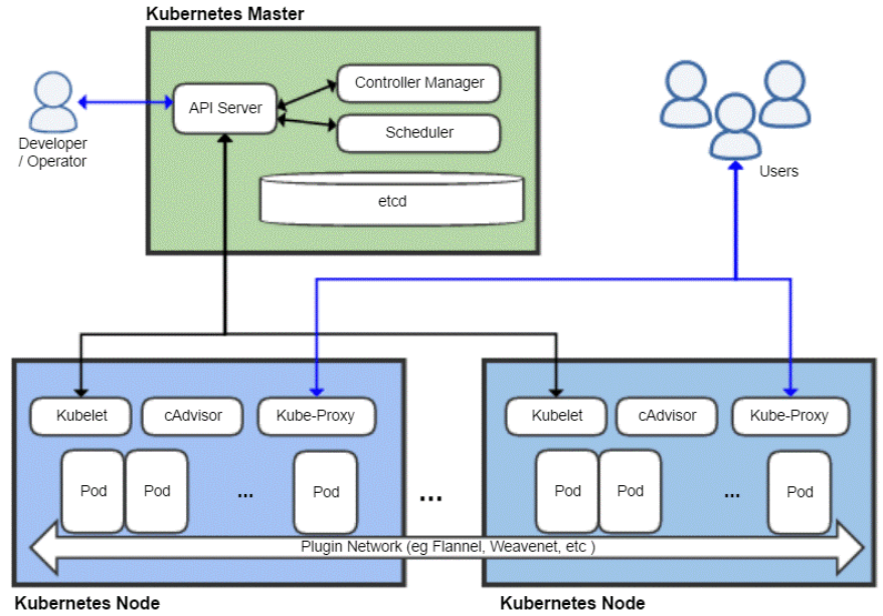 Kubernetes Master
API Server
Controller Manager
Scheduler
etcd
Developer
/ Operator
Users
Kubelet
cAdvisor
Kube-Proxy
Pod
Pod
...
Pod
...
Kubelet
cAdvisor
Kube-Proxy
Pod
Pod
...
Pod
Plugin Network (eg Flannel, Weavenet, etc )
Kubernetes Node
Kubernetes Node